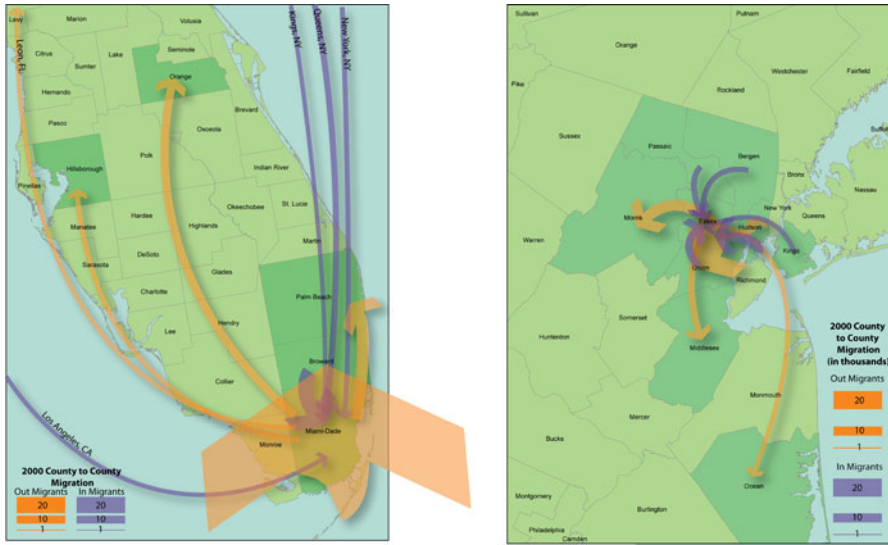 Levy
Marion
Volusia
Leon, FL
Citrus
Lake
Seminole
Sumter
Orange
Hernando
Brevard
Pasco
Osceola
Polk
Hillsborough
Indian River
Pinellas
Okeechobee
St. Lucie
Manatee
Hardee
Highlands
Martin
DeSoto
Sarasota
Glades
Charlotte
Palm Beach
Lee
Hendry
Broward
Collier
Miami-Dade
Monroe
Kings, NY
Queens, NY
New York, NY
Los Angeles, CA
2000 County to County
Migration
Out Migrants In Migrants
20 20
10 10
1 1
Sullivan
Putnam
Orange
Westchester
Fairfield
Pike
Rockland
Sussex
Passaic
Bergen
Bronx
Nassau
New York
Queens
Morris
Essex
Hudson
Kings
Warren
Union
Richmond
Somerset
Hunterdon
Middlesex
Monmouth
Mercer
Bucks
Ocean
Montgomery
Burlington
Philadelphia
Camden
2000 County
to County
Migration
(in thousands)
Out Migrants
20
10
1
In Migrants
20
10
1